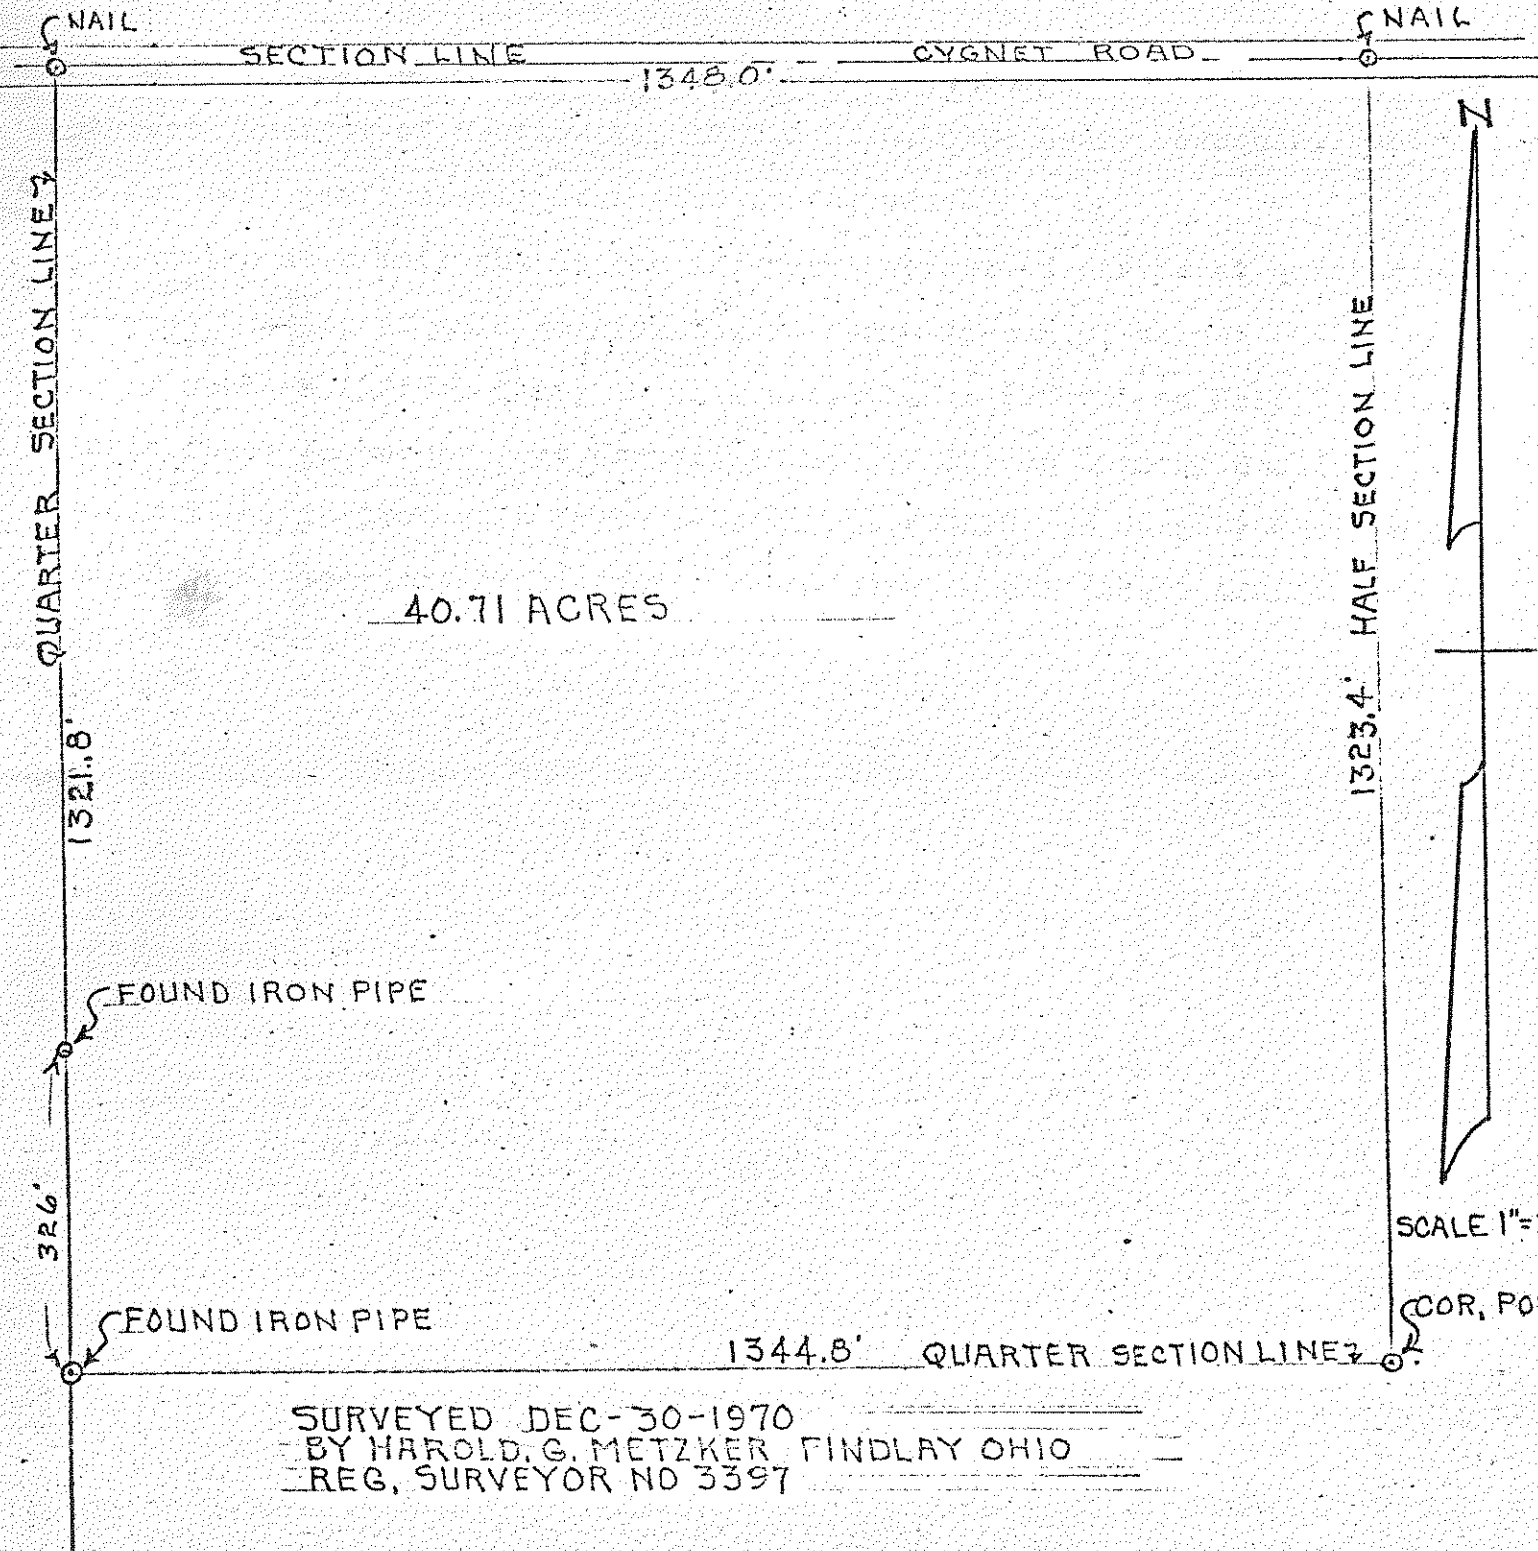 NAIL
NAIL
SECTION LINE
CYGNET ROAD
1348.0'
N
QUARTER SECTION LINE
HALF SECTION LINE
40.71 ACRES
1321.8'
1323.4'
FOUND IRON PIPE
326'
SCALE 1"=
COR. PO
FOUND IRON PIPE
1344.8'
QUARTER SECTION LINE
SURVEYED DEC-30-1970
BY HAROLD. G. METZKER FINDLAY OHIO
REG. SURVEYOR NO 3397